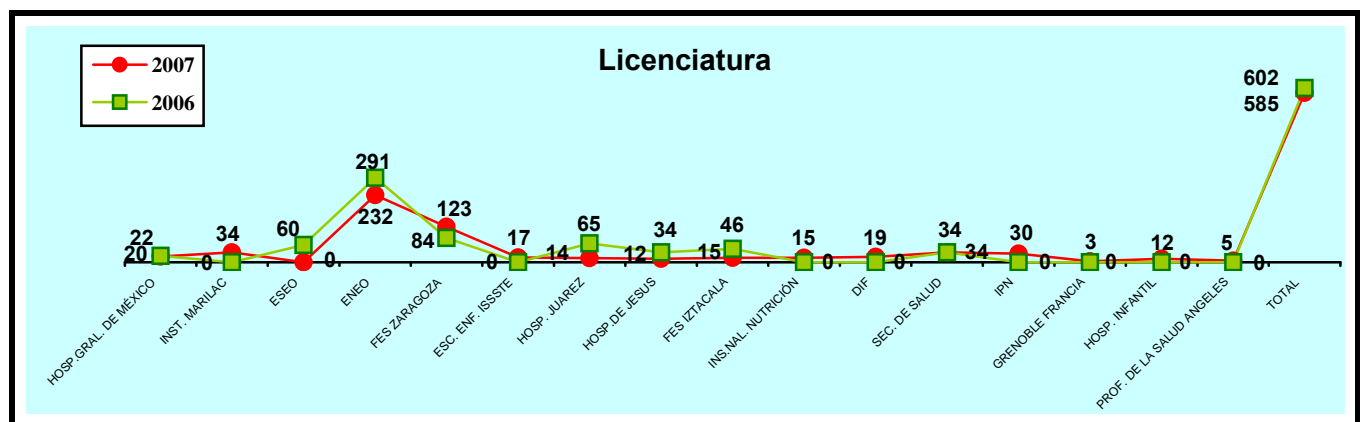 Licenciatura
2007
2006
602
585
291
232
123
84
60
0
34
0
22
20
17
0
65
14
34
12
46
15
15
0
19
0
34
34
30
0
3
0
12
0
5
0
HOSP.GRAL. DE MÉXICO
INST. MARILAC
ESEO
ENEO
FES ZARAGOZA
ESC. ENF. ISSSTE
HOSP. JUAREZ
HOSP.DE JESUS
FES IZTACALA
INS.NAL. NUTRICIÓN
DIF
SEC. DE SALUD
IPN
GRENOBLE FRANCIA
HOSP. INFANTIL
PROF. DE LA SALUD ANGELES
TOTAL